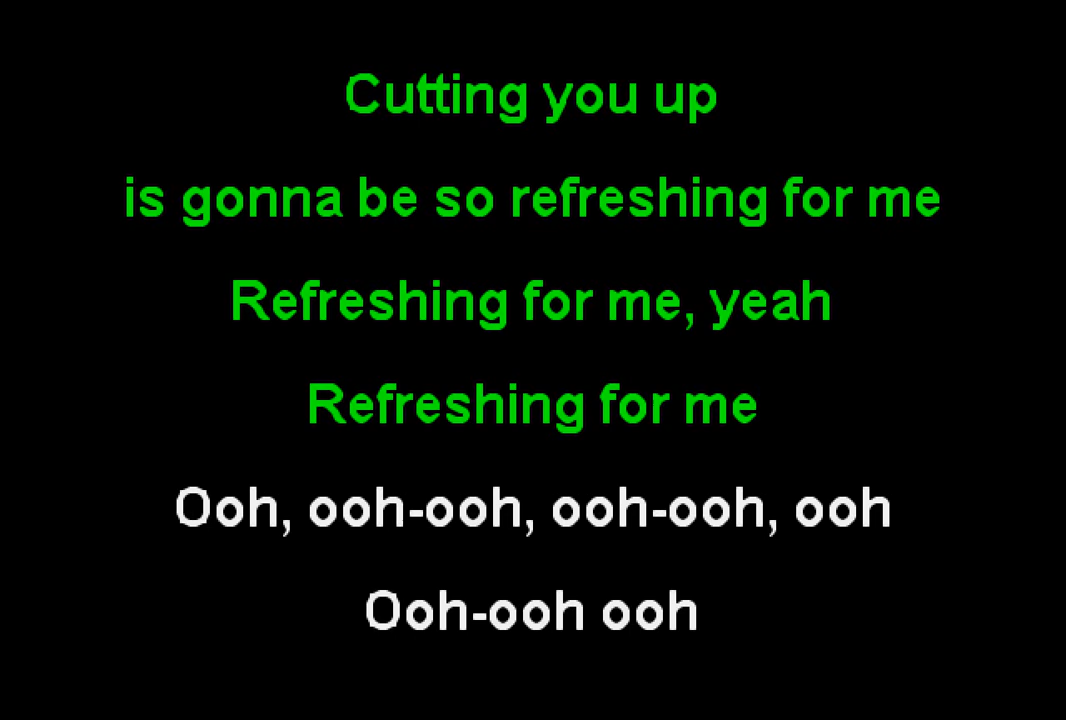 Cutting you up
is gonna be so refreshing for me
Refreshing for me, yeah
Refreshing for me
Ooh, ooh-ooh, ooh-ooh, ooh
Ooh-ooh ooh